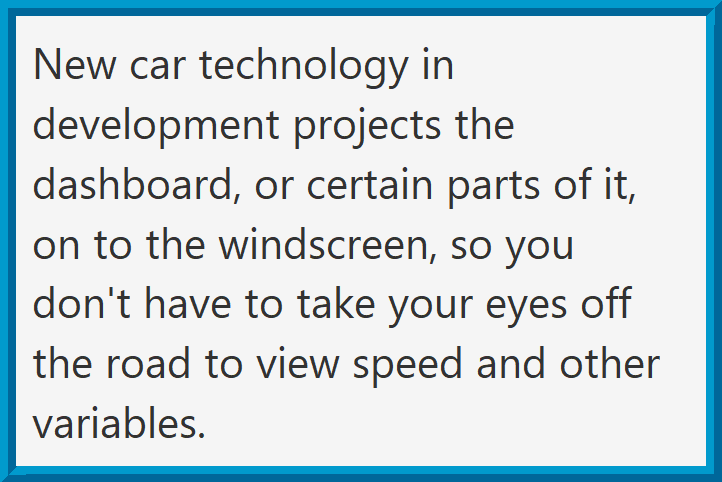 New car technology in
development projects the
dashboard, or certain parts of it,
on to the windscreen, so you
don't have to take your eyes off
the road to view speed and other
variables.